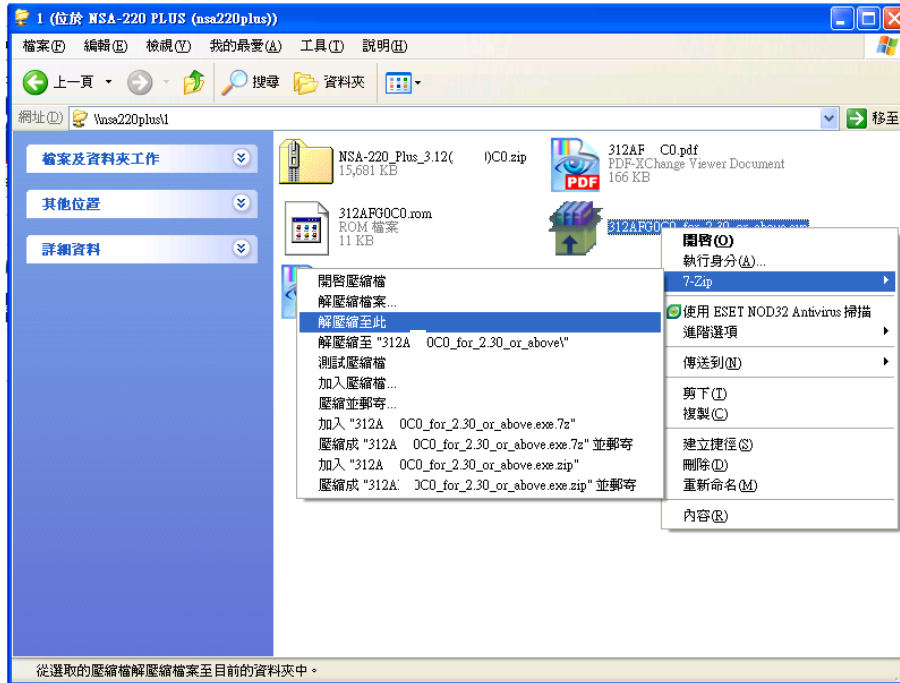 1 (位於 NSA-220 PLUS (nsa220plus))
檔案(F) 編輯(E) 檢視(V) 我的最愛(A) 工具(T) 說明(H)
上一頁 搜尋 資料夾
網址(D) \\nsa220plus\1 移至
檔案及資料夾工作
其他位置
詳細資料
NSA-220_Plus_3.12( )C0.zip
15,681 KB
312AF C0.pdf
PDF-XChange Viewer Document
166 KB
312AFG0C0.rom
ROM 檔案
11 KB
312AFG0C0_for_2.30_or_above.exe
開啓(O)
執行身分(A)...
7-Zip
使用 ESET NOD32 Antivirus 掃描
進階選項
傳送到(N)
剪下(T)
複製(C)
建立捷徑(S)
刪除(D)
重新命名(M)
內容(R)
開啓壓縮檔
解壓縮檔案...
解壓縮至此
解壓縮至 "312A 0C0_for_2.30_or_above\"
測試壓縮檔
加入壓縮檔...
壓縮並郵寄...
加入 "312A 0C0_for_2.30_or_above.exe.7z"
壓縮成 "312A 0C0_for_2.30_or_above.exe.7z" 並郵寄
加入 "312A 0C0_for_2.30_or_above.exe.zip"
壓縮成 "312A 0C0_for_2.30_or_above.exe.zip" 並郵寄
從選取的壓縮檔解壓縮檔案至目前的資料夾中。